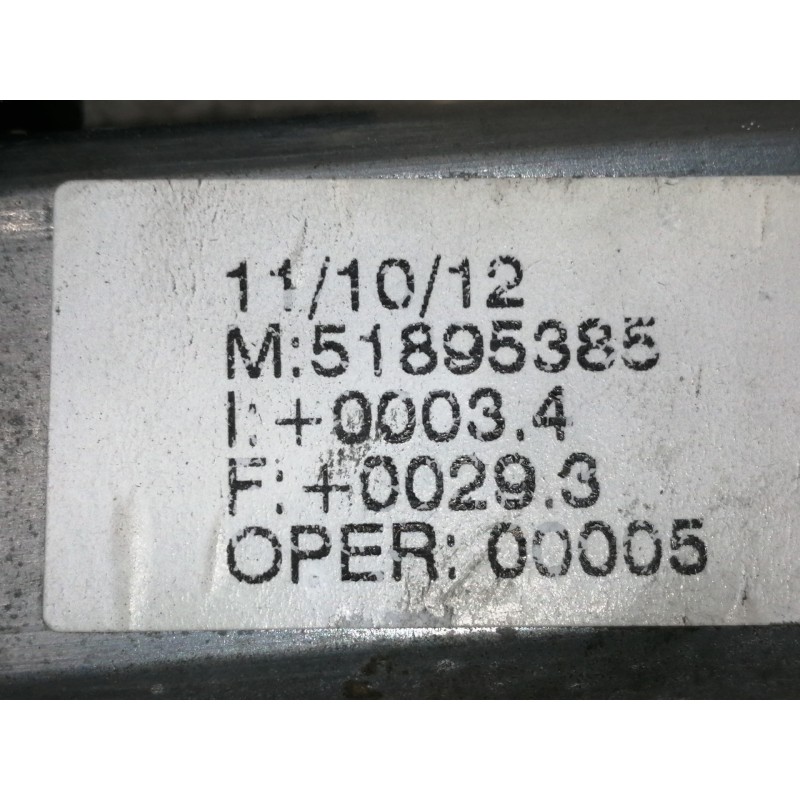 11/10/12
M:51895385
I:+0003.4
F:+0029.3
OPER: 00005